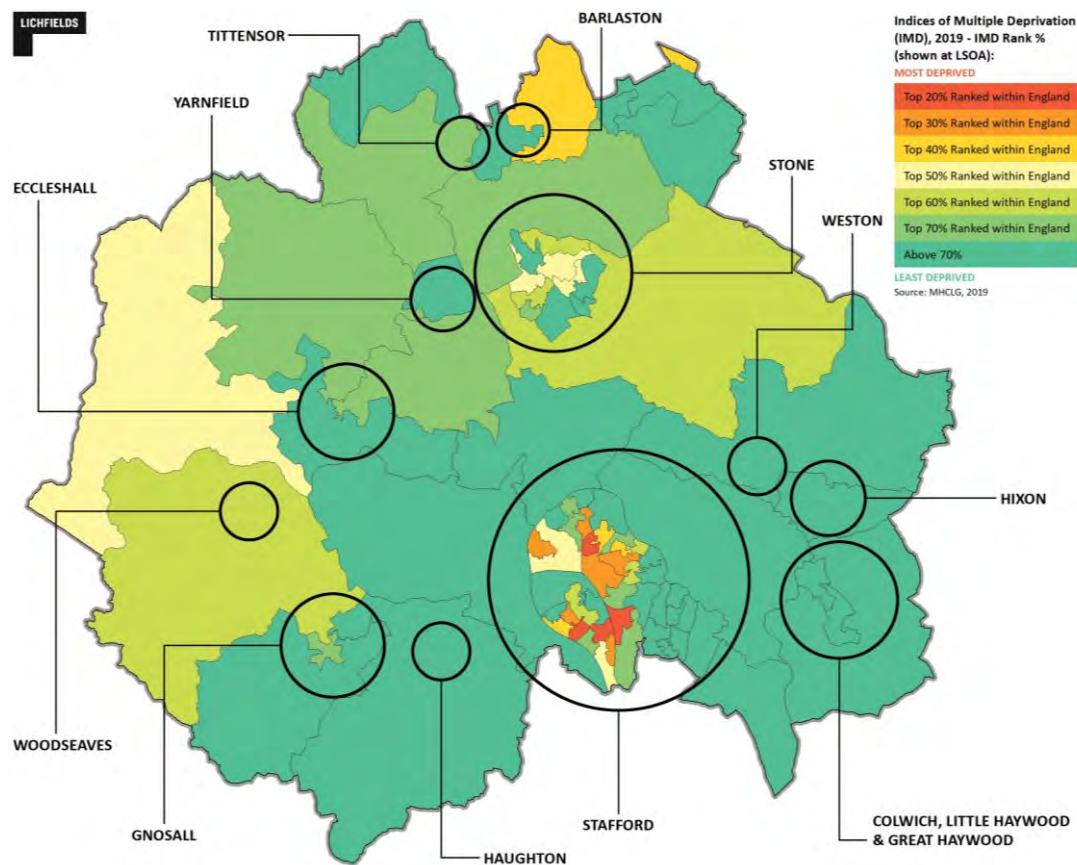 LICHFIELDS
TITTENSOR
BARLASTON
YARNFIELD
ECCLESHALL
STONE
WESTON
Indices of Multiple Deprivation
(IMD), 2019 - IMD Rank %
(shown at LSOA):
MOST DEPRIVED
Top 20% Ranked within England
Top 30% Ranked within England
Top 40% Ranked within England
Top 50% Ranked within England
Top 60% Ranked within England
Top 70% Ranked within England
Above 70%
LEAST DEPRIVED
Source: MHCLG, 2019
HIXON
WOODSEAVES
GNOSALL
HAUGHTON
STAFFORD
COLWICH, LITTLE HAYWOOD
& GREAT HAYWOOD